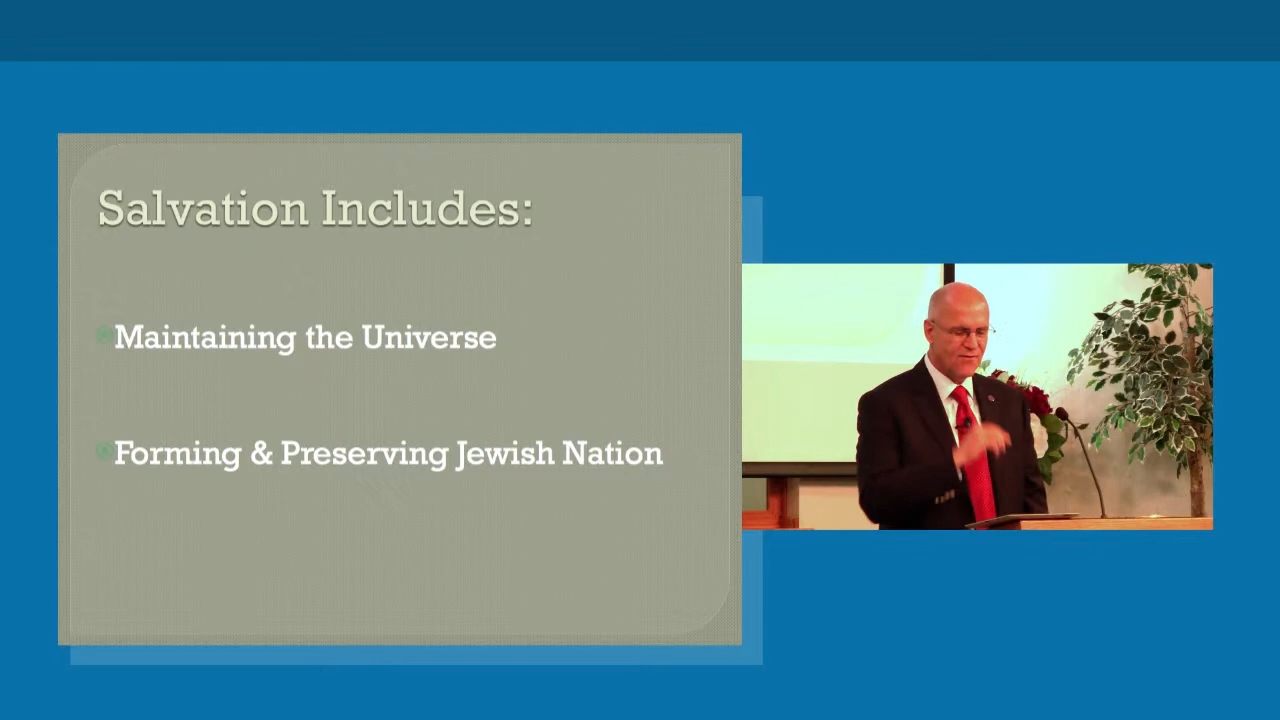 Salvation Includes:
Maintaining the Universe
Forming & Preserving Jewish Nation